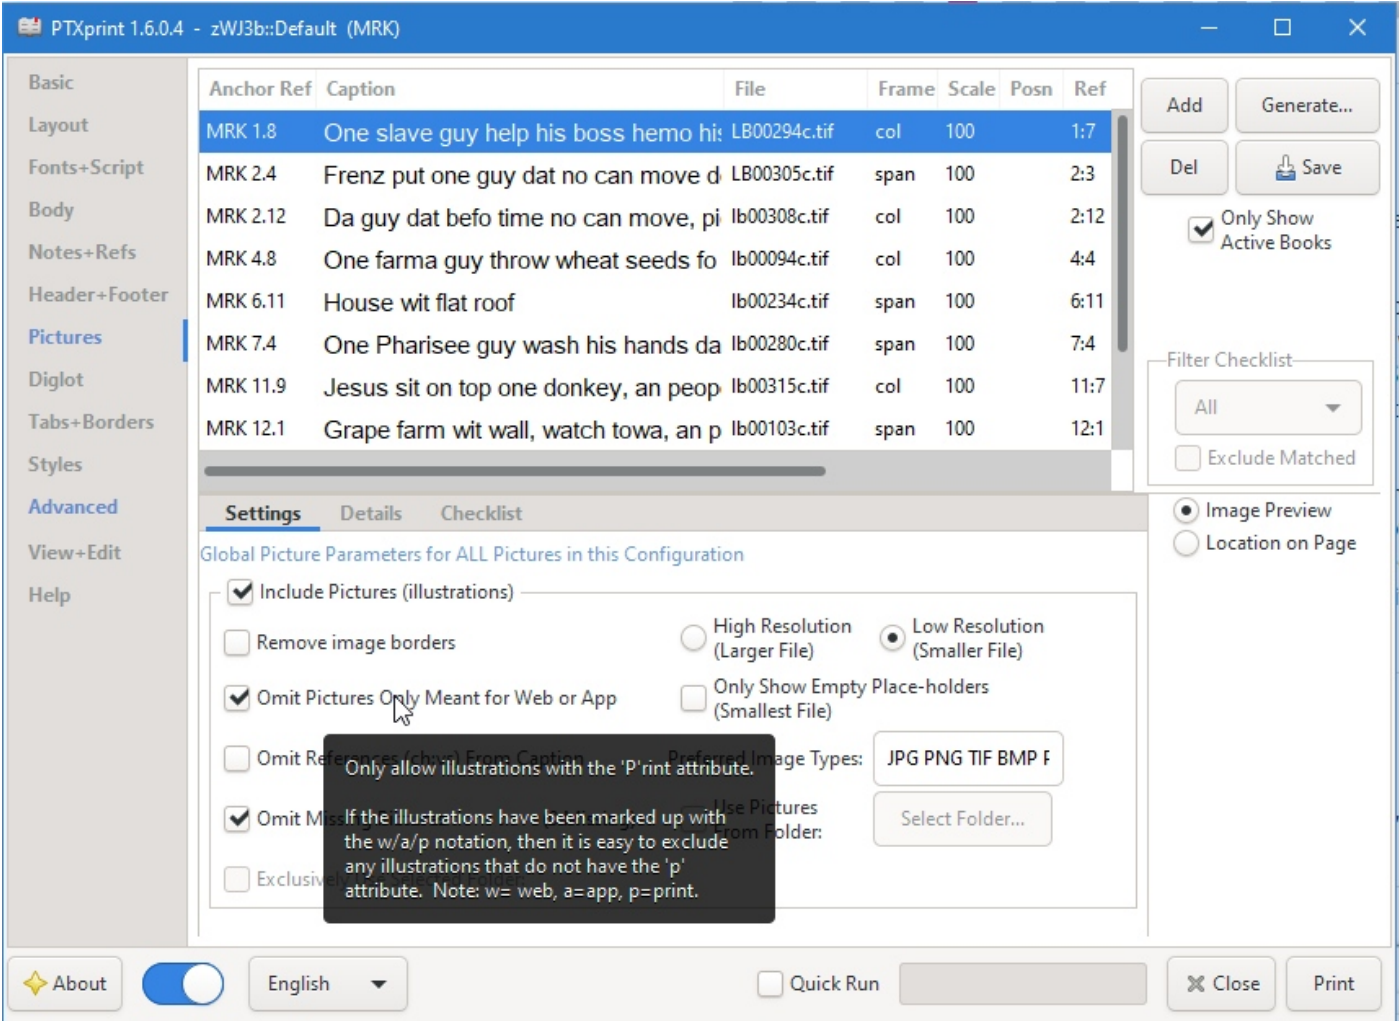 PTXprint 1.6.0.4 - zWJ3b::Default (MRK)
Basic
Layout
Fonts+Script
Body
Notes+Refs
Header+Footer
Pictures
Diglot
Tabs+Borders
Styles
Advanced
View+Edit
Help
Anchor Ref Caption File Frame Scale Posn Ref
MRK 1.8 One slave guy help his boss hemo his LB00294c.tif col 100 1:7
MRK 2.4 Frenz put one guy dat no can move d LB00305c.tif span 100 2:3
MRK 2.12 Da guy dat befo time no can move, pi lb00308c.tif col 100 2:12
MRK 4.8 One farma guy throw wheat seeds fo lb00094c.tif col 100 4:4
MRK 6.11 House wit flat roof lb00234c.tif span 100 6:11
MRK 7.4 One Pharisee guy wash his hands da lb00280c.tif span 100 7:4
MRK 11.9 Jesus sit on top one donkey, an peop lb00315c.tif col 100 11:7
MRK 12.1 Grape farm wit wall, watch towa, an p lb00103c.tif span 100 12:1
Add Generate...
Del Save
Only Show
Active Books
Filter Checklist
All
Exclude Matched
Image Preview
Location on Page
Settings Details Checklist
Global Picture Parameters for ALL Pictures in this Configuration
Include Pictures (illustrations)
Remove image borders
High Resolution
(Larger File)
Low Resolution
(Smaller File)
Omit Pictures Only Meant for Web or App
Only Show Empty Place-holders
(Smallest File)
Omit References (ch:vs) From Caption
Preferred Image Types: JPG PNG TIF BMP
Omit
Use Pictures
From Folder:
Select Folder...
Exclusively Use Selected Folder
Only allow illustrations with the 'P'rint attribute.
If the illustrations have been marked up with
the w/a/p notation, then it is easy to exclude
any illustrations that do not have the 'p'
attribute. Note: w= web, a=app, p=print.
About English Quick Run Close Print